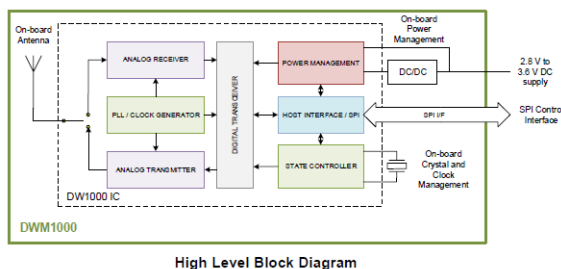 On-board
Antenna
ANALOG RECEIVER
PLL / CLOCK GENERATOR
ANALOG TRANSMITTER
DIGITAL TRANSCEIVER
POWER MANAGEMENT
HOST INTERFACE / SPI
STATE CONTROLLER
DW1000 IC
On-board
Power
Management
DC/DC
2.8 V to
3.6 V DC
supply
SPI I/F
SPI Control
Interface
On-board
Crystal and
Clock
Management
DWM1000
High Level Block Diagram